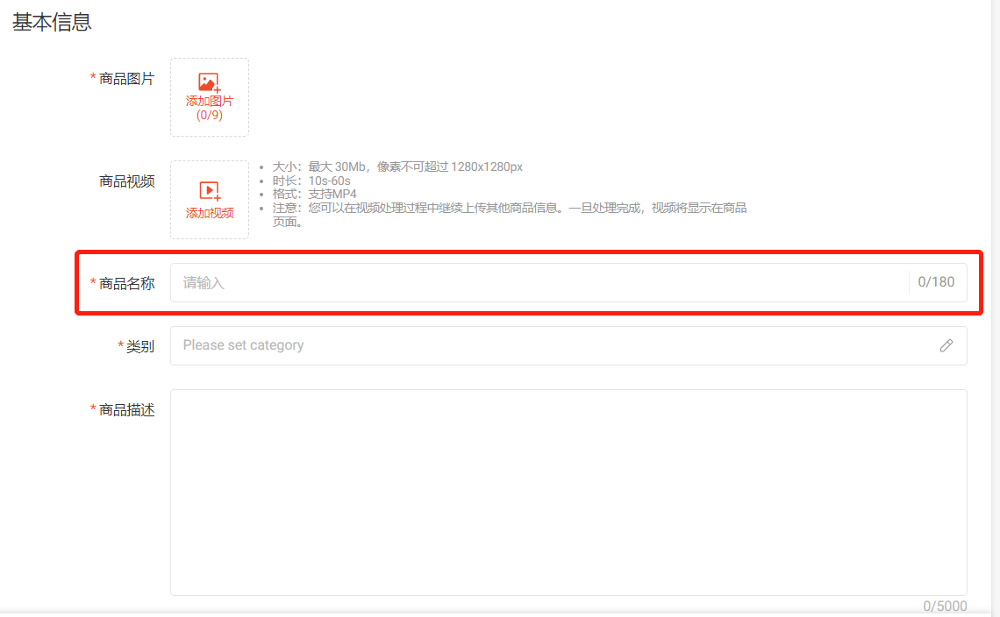 基本信息
* 商品图片
添加图片
(0/9)
商品视频
添加视频
大小：最大 30Mb，像素不可超过 1280x1280px
时长：10s-60s
格式：支持MP4
注意：您可以在视频处理过程中继续上传其他商品信息。一旦处理完成，视频将显示在商品
页面。
* 商品名称
请输入
0/180
* 类别
Please set category
* 商品描述
0/5000